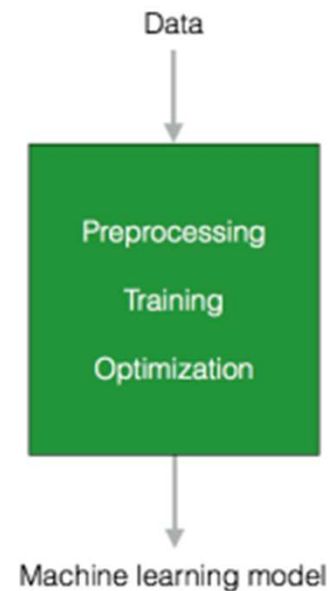 Data
Preprocessing
Training
Optimization
Machine learning model